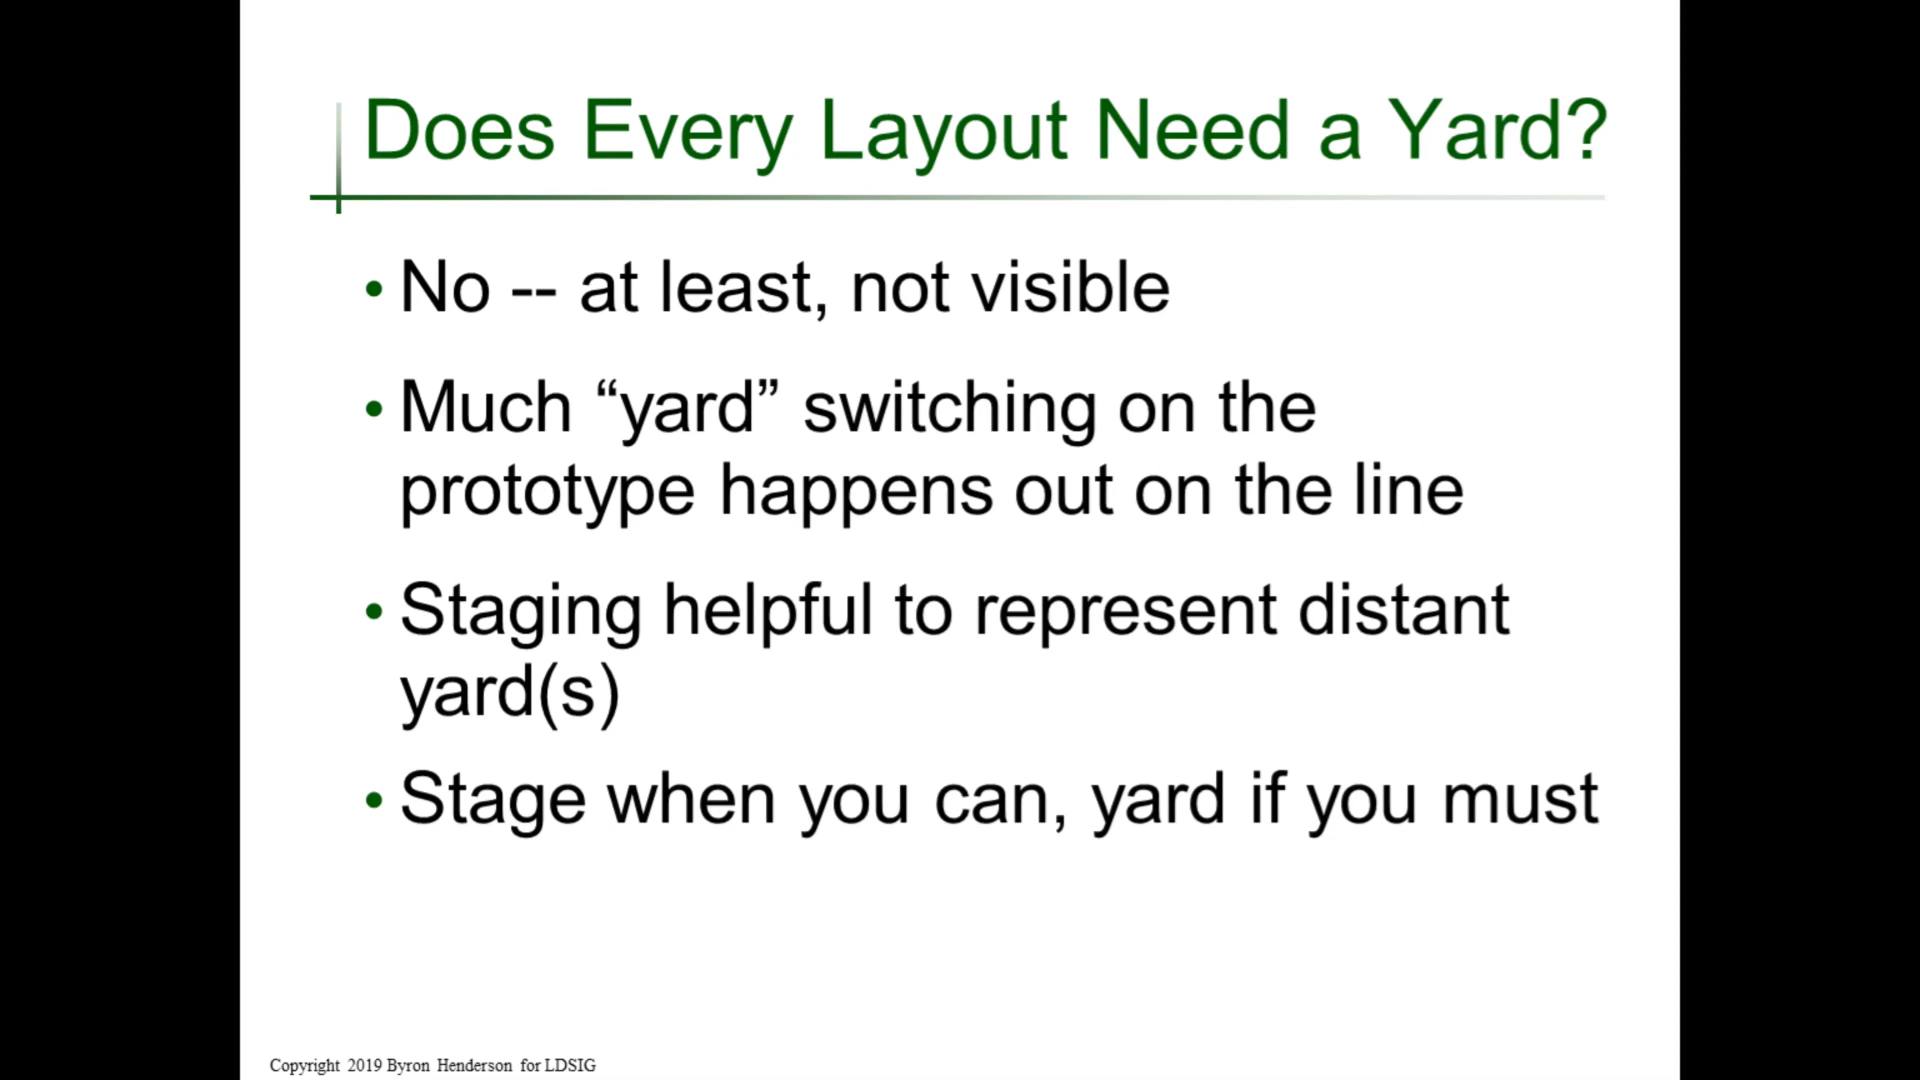 Does Every Layout Need a Yard?
• No -- at least, not visible
• Much “yard” switching on the
prototype happens out on the line
• Staging helpful to represent distant
yard(s)
• Stage when you can, yard if you must
Copyright 2019 Byron Henderson for LDSIG